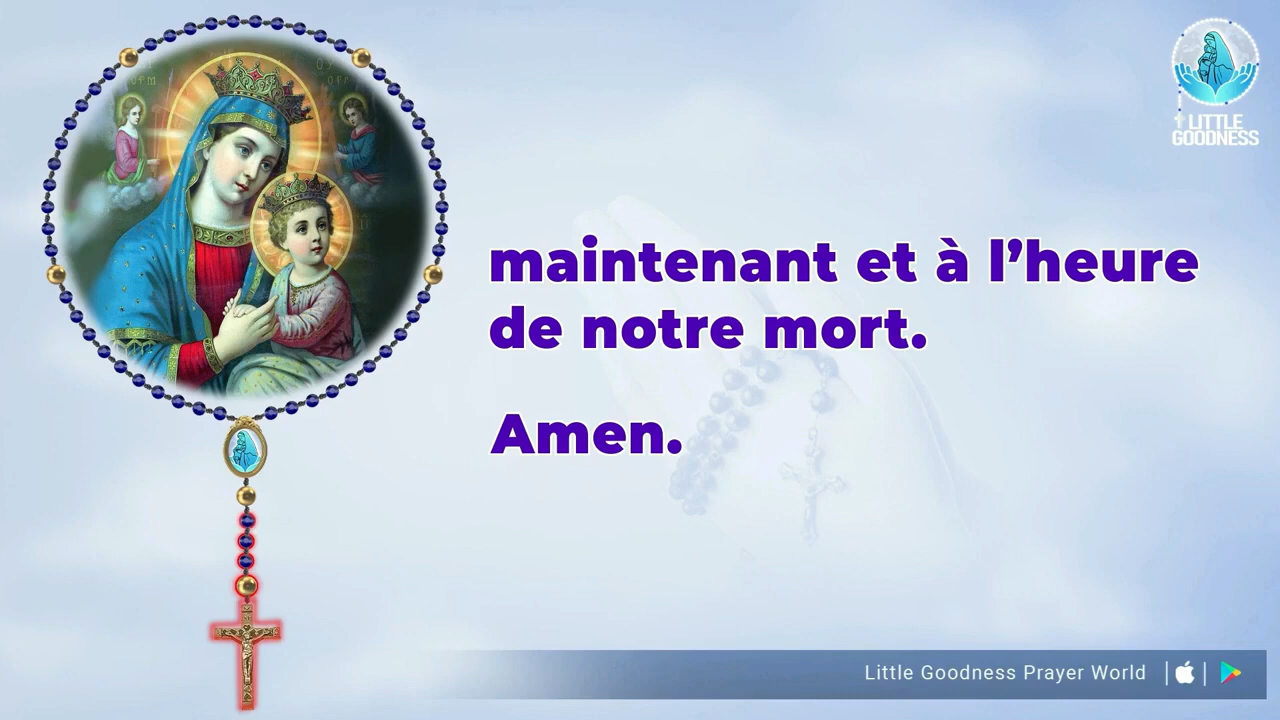 LITTLE
GOODNESS
maintenant et à l’heure
de notre mort.
Amen.
Little Goodness Prayer World